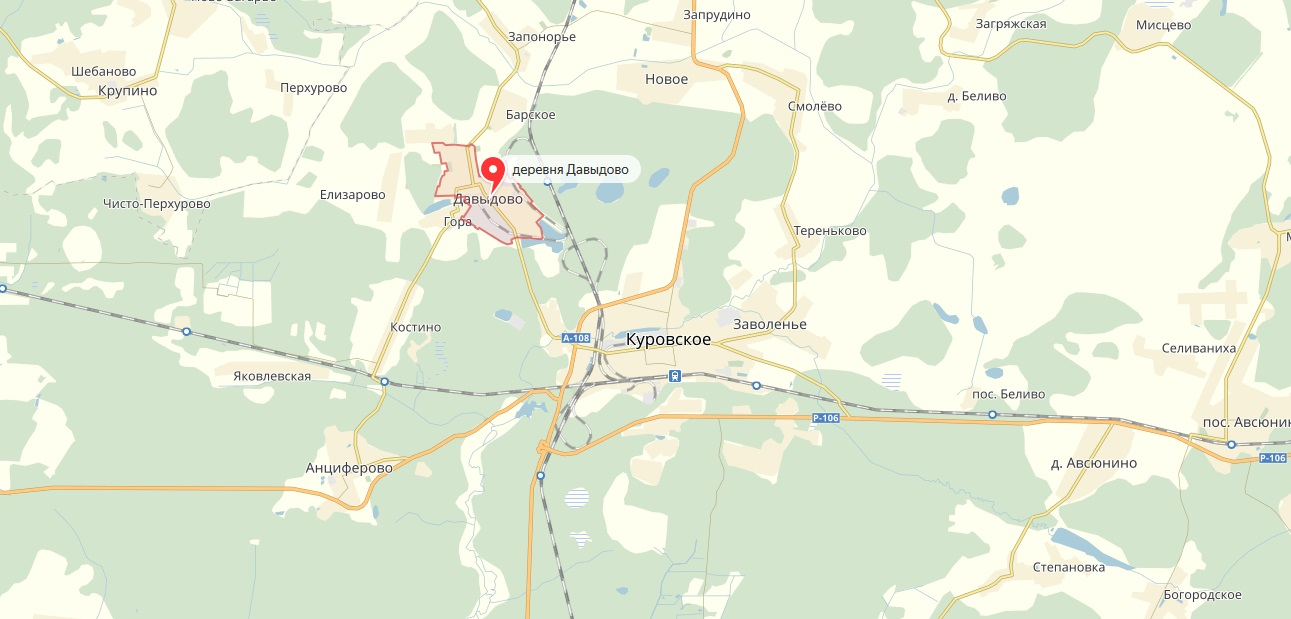 Запрудино
Загряжская
Мисцево
Запонорье
Шебаново
Новое
Крупино
Перхурово
д. Беливо
Смолёво
Барское
деревня Давыдово
Елизарово
Давыдово
Чисто-Перхурово
Гора
Тереньково
Костино
Заволенье
А-108
Куровское
Селиваниха
Яковлевская
пос. Беливо
Р-106
пос. Авсюнин
Р-106
Анциферово
д. Авсюнино
Степановка
Богородское